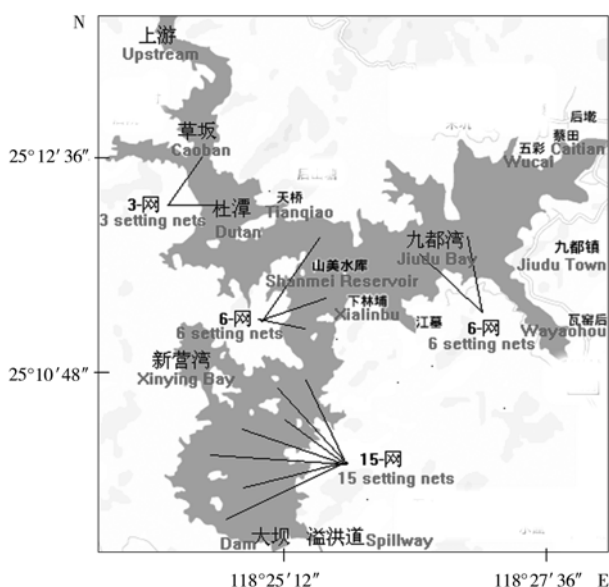 N
上游
Upstream
后墩
草坂
蔡田
25°12′36″
Caoban
五彩
Caitian
Wucal
3-网
杜潭
天桥
3 setting nets
Tianqiao
Dutan
九都湾
九都镇
山美水库
Jiudu Bay
Jiudu Town
Shanmei Reservoir
6-网
下林埔
6 setting nets
Xialinbu
江墓
6-网
瓦窑后
6 setting nets
Wayaohou
新营湾
25°10′48″
Xinying Bay
15-网
15 setting nets
大坝
溢洪道
Dam
Spillway
118°25′12″
118°27′36″
E